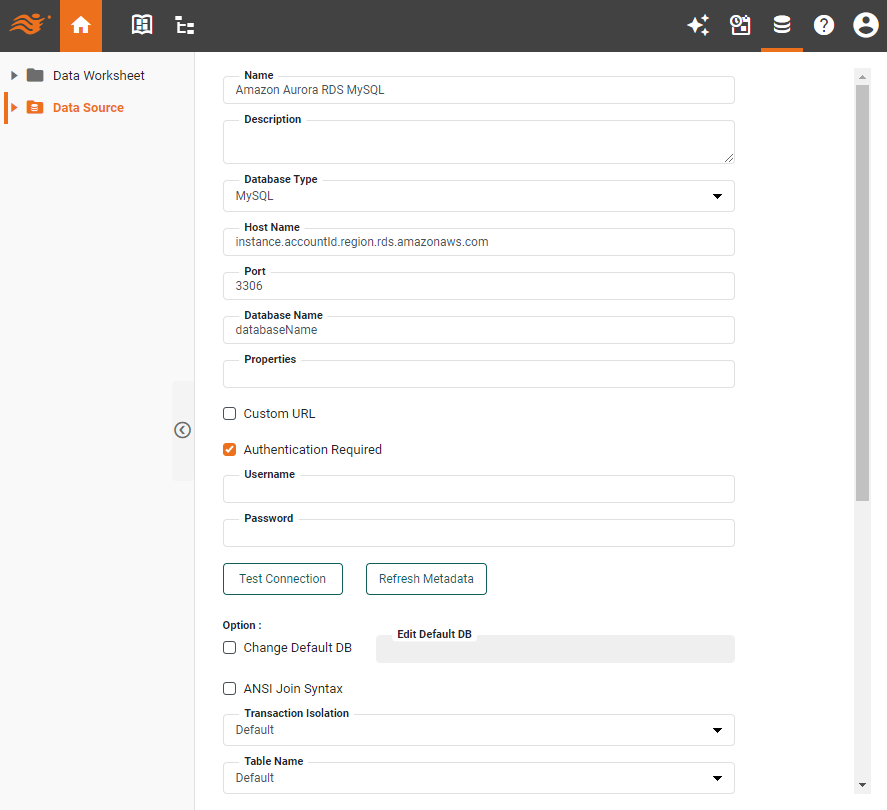 Data Worksheet
Data Source
Name
Amazon Aurora RDS MySQL
Description
Database Type
MySQL
Host Name
instance.accountId.region.rds.amazonaws.com
Port
3306
Database Name
databaseName
Properties
Custom URL
Authentication Required
Username
Password
Test Connection Refresh Metadata
Option :
Edit Default DB
Change Default DB
ANSI Join Syntax
Transaction Isolation
Default
Table Name
Default